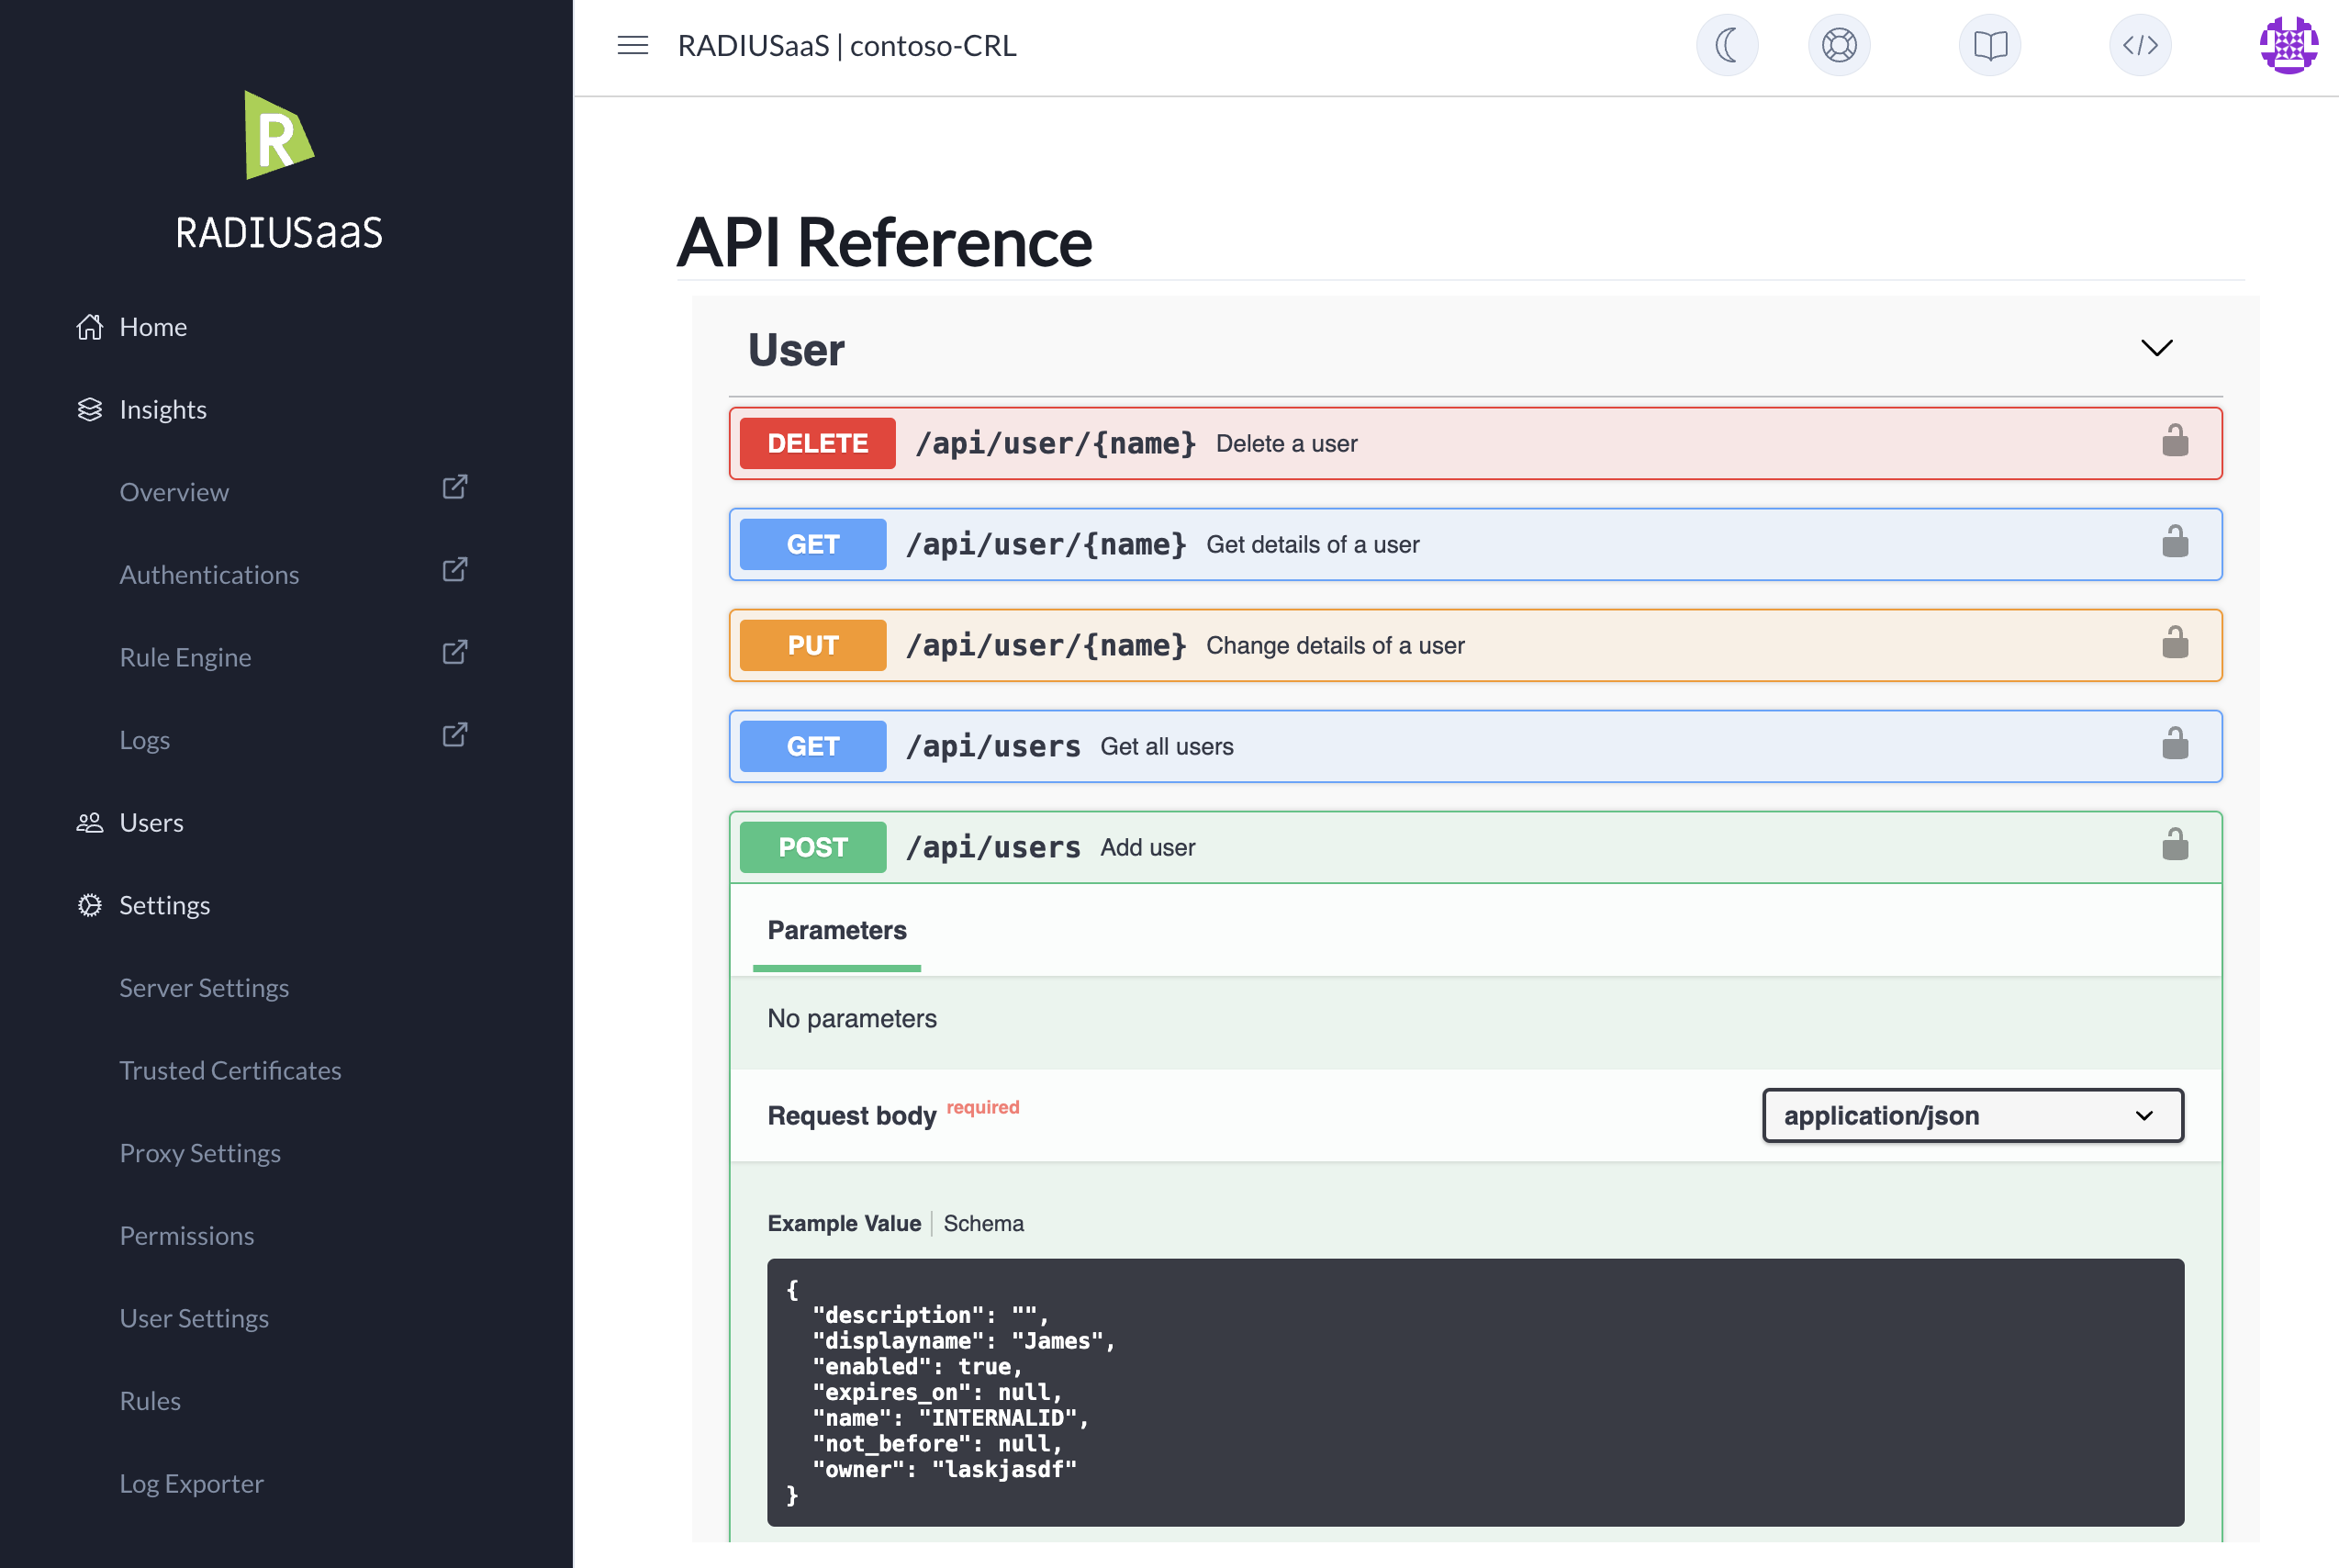 R
RADIUSaaS
Home
Insights
Overview
Authentications
Rule Engine
Logs
Users
Settings
Server Settings
Trusted Certificates
Proxy Settings
Permissions
User Settings
Rules
Log Exporter
RADIUSaaS | contoso-CRL
</>
API Reference
User
DELETE /api/user/{name} Delete a user
GET /api/user/{name} Get details of a user
PUT /api/user/{name} Change details of a user
GET /api/users Get all users
POST /api/users Add user
Parameters
No parameters
Request body required
application/json
Example Value | Schema
{
  "description": "",
  "displayname": "James",
  "enabled": true,
  "expires_on": null,
  "name": "INTERNALID",
  "not_before": null,
  "owner": "laskjasdf"
}